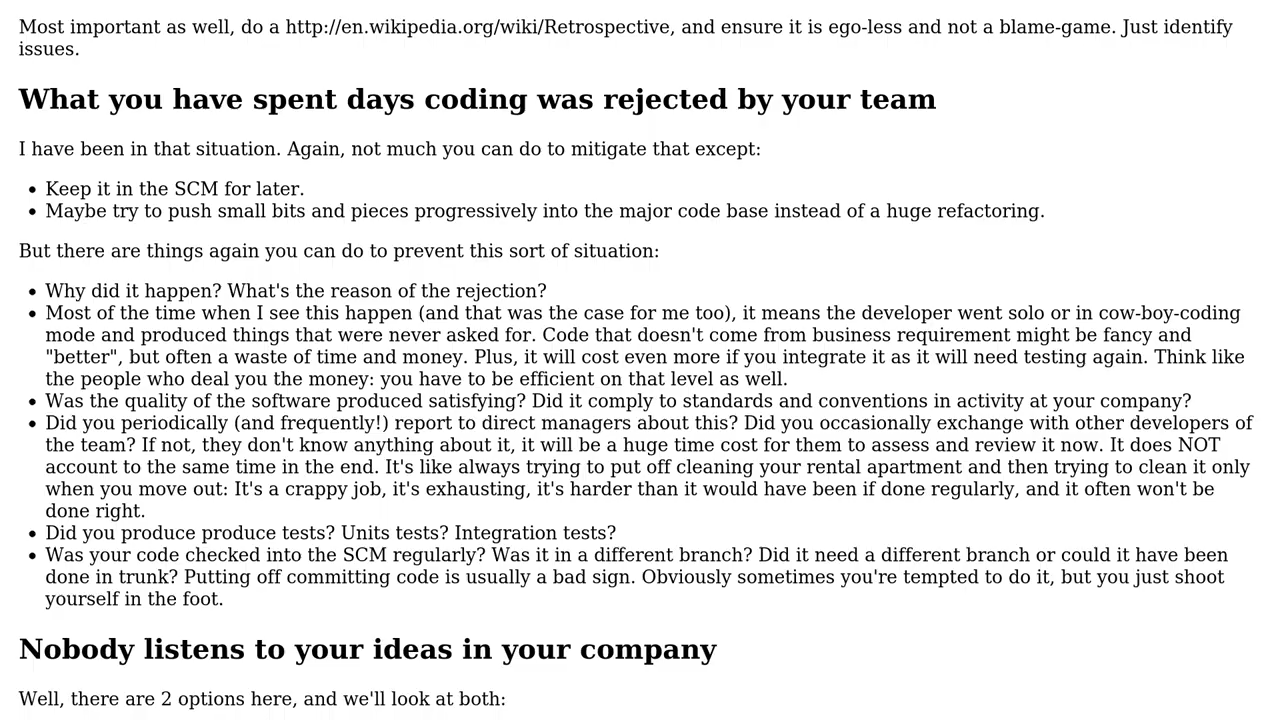 Most important as well, do a http://en.wikipedia.org/wiki/Retrospective, and ensure it is ego-less and not a blame-game. Just identify
issues.
What you have spent days coding was rejected by your team
I have been in that situation. Again, not much you can do to mitigate that except:
• Keep it in the SCM for later.
• Maybe try to push small bits and pieces progressively into the major code base instead of a huge refactoring.
But there are things again you can do to prevent this sort of situation:
• Why did it happen? What's the reason of the rejection?
• Most of the time when I see this happen (and that was the case for me too), it means the developer went solo or in cow-boy-coding
mode and produced things that were never asked for. Code that doesn't come from business requirement might be fancy and
"better", but often a waste of time and money. Plus, it will cost even more if you integrate it as it will need testing again. Think like
the people who deal you the money: you have to be efficient on that level as well.
• Was the quality of the software produced satisfying? Did it comply to standards and conventions in activity at your company?
• Did you periodically (and frequently!) report to direct managers about this? Did you occasionally exchange with other developers of
the team? If not, they don't know anything about it, it will be a huge time cost for them to assess and review it now. It does NOT
account to the same time in the end. It's like always trying to put off cleaning your rental apartment and then trying to clean it only
when you move out: It's a crappy job, it's exhausting, it's harder than it would have been if done regularly, and it often won't be
done right.
• Did you produce produce tests? Units tests? Integration tests?
• Was your code checked into the SCM regularly? Was it in a different branch? Did it need a different branch or could it have been
done in trunk? Putting off committing code is usually a bad sign. Obviously sometimes you're tempted to do it, but you just shoot
yourself in the foot.
Nobody listens to your ideas in your company
Well, there are 2 options here, and we'll look at both: